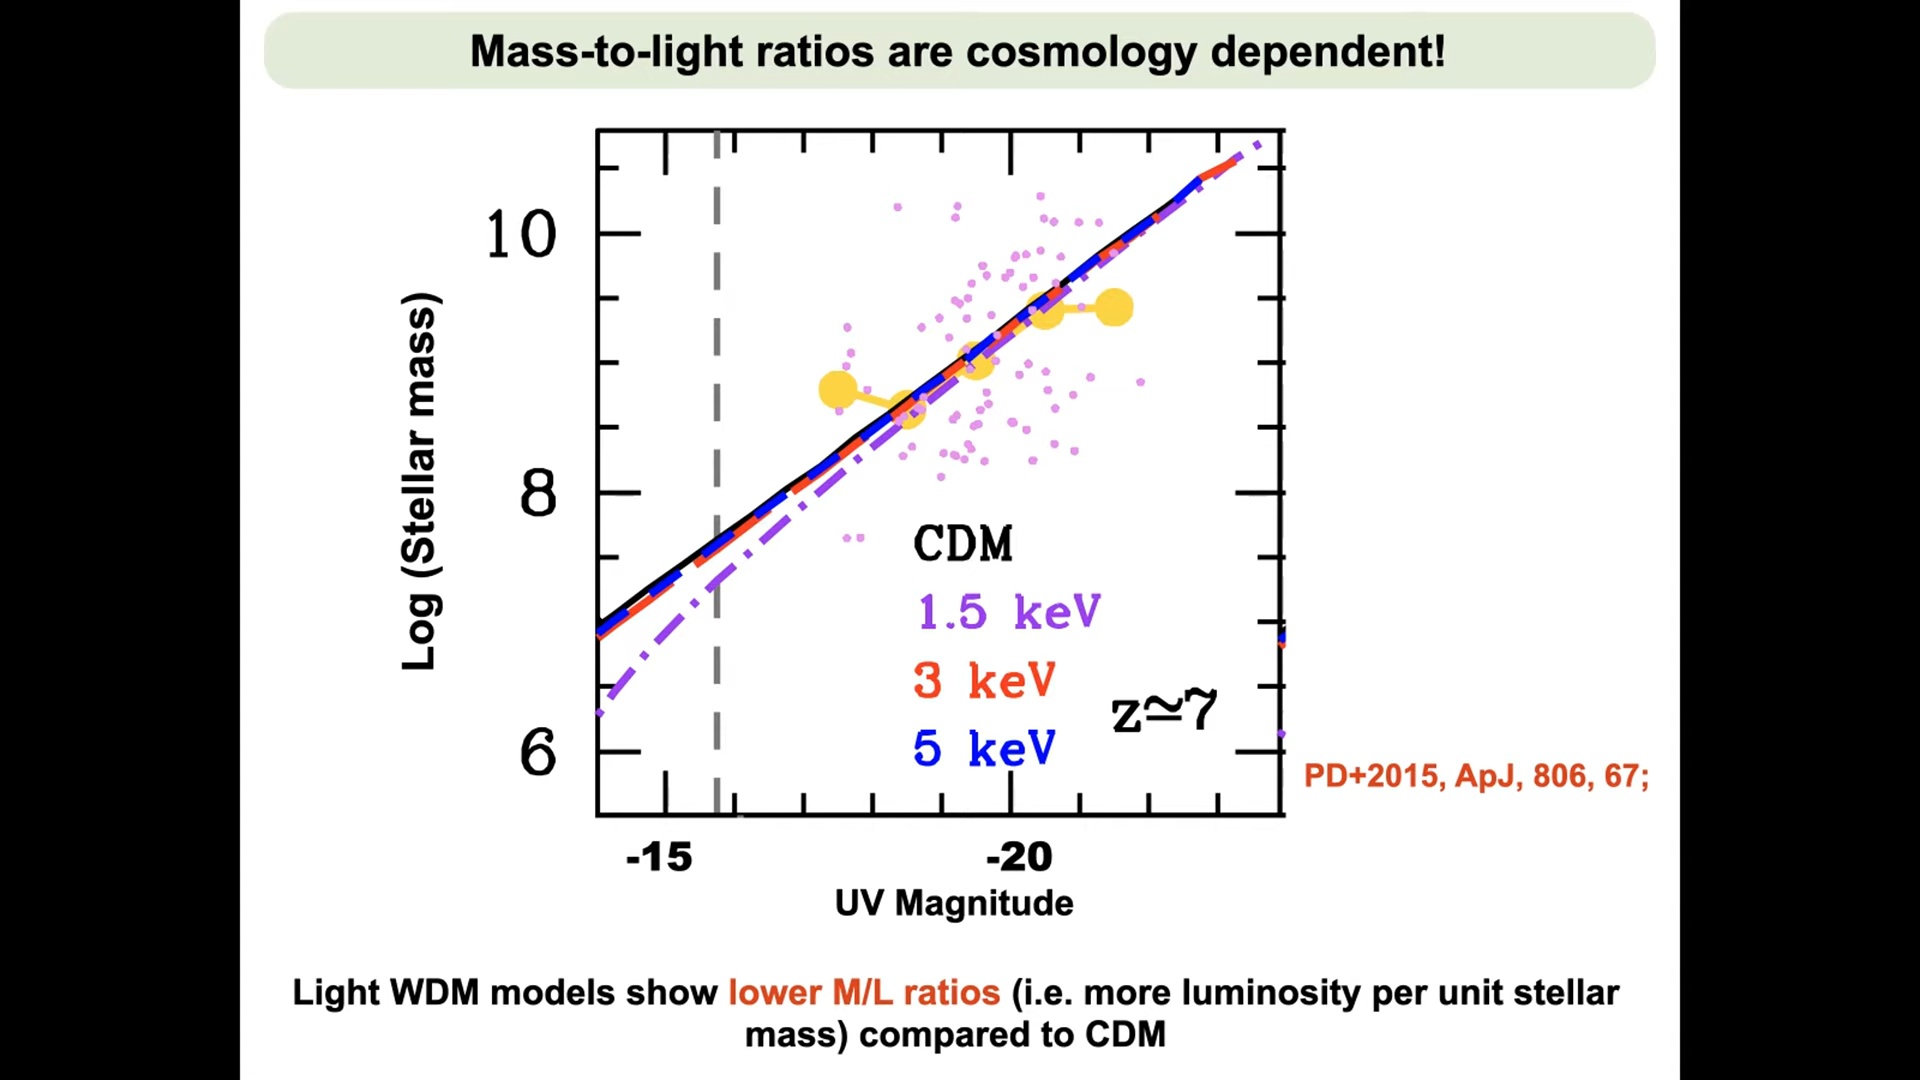 Mass-to-light ratios are cosmology dependent!
10
8
6
Log (Stellar mass)
CDM
1.5 keV
3 keV
5 keV
z≃7
-15 -20
UV Magnitude
PD+2015, ApJ, 806, 67;
Light WDM models show lower M/L ratios (i.e. more luminosity per unit stellar
mass) compared to CDM